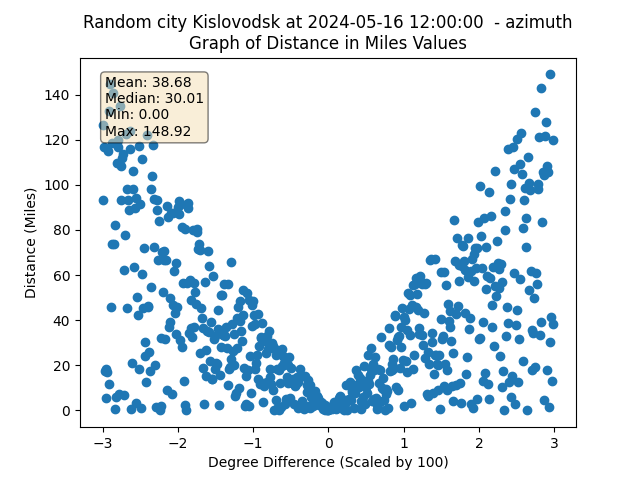 Random city Kislovodsk at 2024-05-16 12:00:00  - azimuth
Graph of Distance in Miles Values
Mean: 38.68
Median: 30.01
Min: 0.00
Max: 148.92
Distance (Miles)
140
120
100
80
60
40
20
0
−3 −2 −1 0 1 2 3
Degree Difference (Scaled by 100)